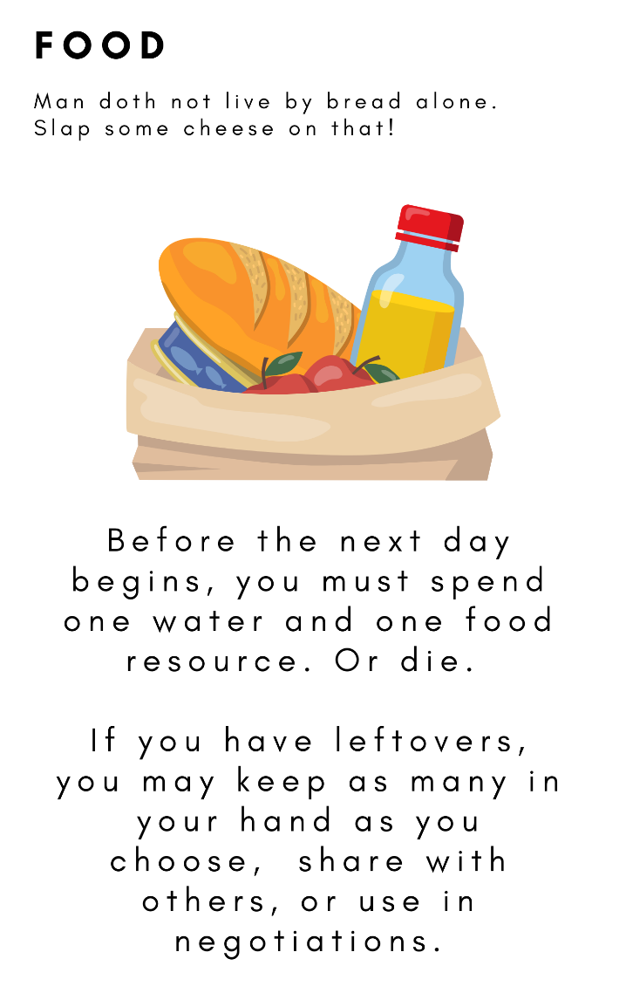 FOOD
Man doth not live by bread alone.
Slap some cheese on that!
Before the next day
begins, you must spend
one water and one food
resource. Or die.
If you have leftovers,
you may keep as many in
your hand as you
choose,  share with
others, or use in
negotiations.